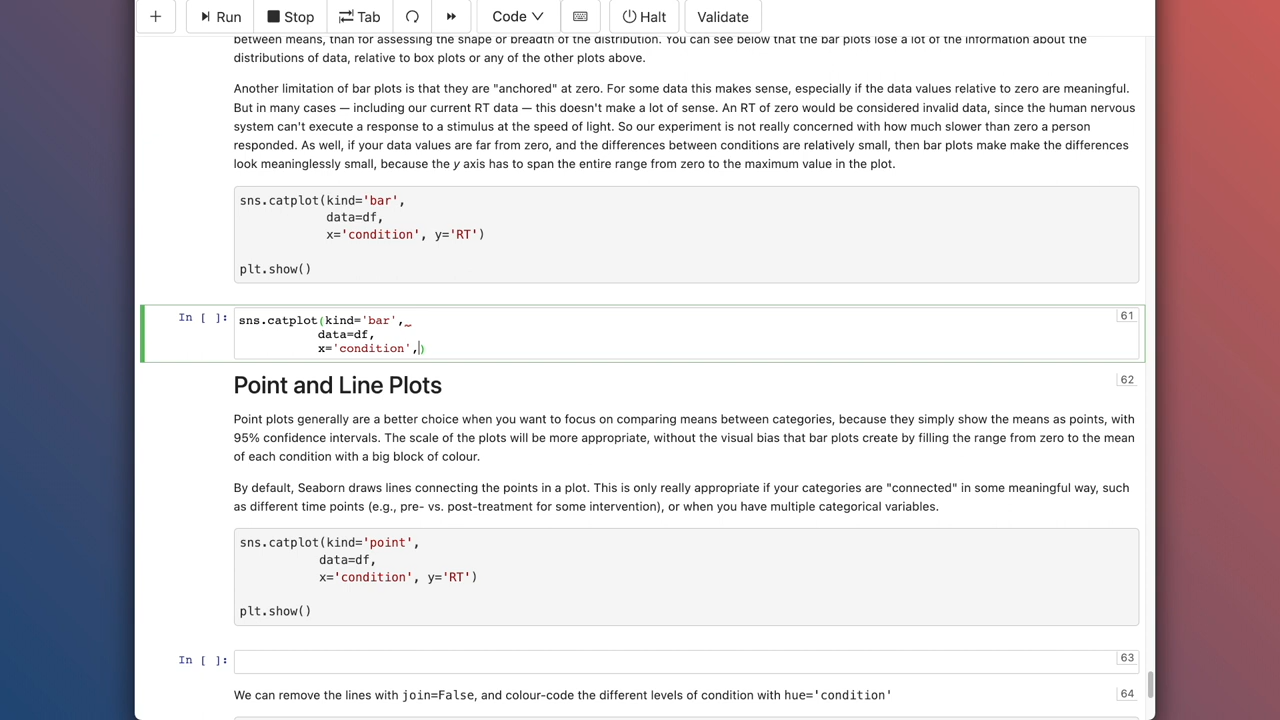 Run Stop Tab Code Halt Validate
between means, than for assessing the shape or breadth of the distribution. You can see below that the bar plots lose a lot of the information about the
distributions of data, relative to box plots or any of the other plots above.
Another limitation of bar plots is that they are "anchored" at zero. For some data this makes sense, especially if the data values relative to zero are meaningful.
But in many cases — including our current RT data — this doesn't make a lot of sense. An RT of zero would be considered invalid data, since the human nervous
system can't execute a response to a stimulus at the speed of light. So our experiment is not really concerned with how much slower than zero a person
responded. As well, if your data values are far from zero, and the differences between conditions are relatively small, then bar plots make make the differences
look meaninglessly small, because the y axis has to span the entire range from zero to the maximum value in the plot.
sns.catplot(kind='bar',
            data=df,
            x='condition', y='RT')
plt.show()
In [ ]: sns.catplot(kind='bar', 61
            data=df,
            x='condition',)
Point and Line Plots 62
Point plots generally are a better choice when you want to focus on comparing means between categories, because they simply show the means as points, with
95% confidence intervals. The scale of the plots will be more appropriate, without the visual bias that bar plots create by filling the range from zero to the mean
of each condition with a big block of colour.
By default, Seaborn draws lines connecting the points in a plot. This is only really appropriate if your categories are "connected" in some meaningful way, such
as different time points (e.g., pre- vs. post-treatment for some intervention), or when you have multiple categorical variables.
sns.catplot(kind='point',
           data=df,
           x='condition', y='RT')
plt.show()
In [ ]: 63
We can remove the lines with join=False, and colour-code the different levels of condition with hue='condition' 64